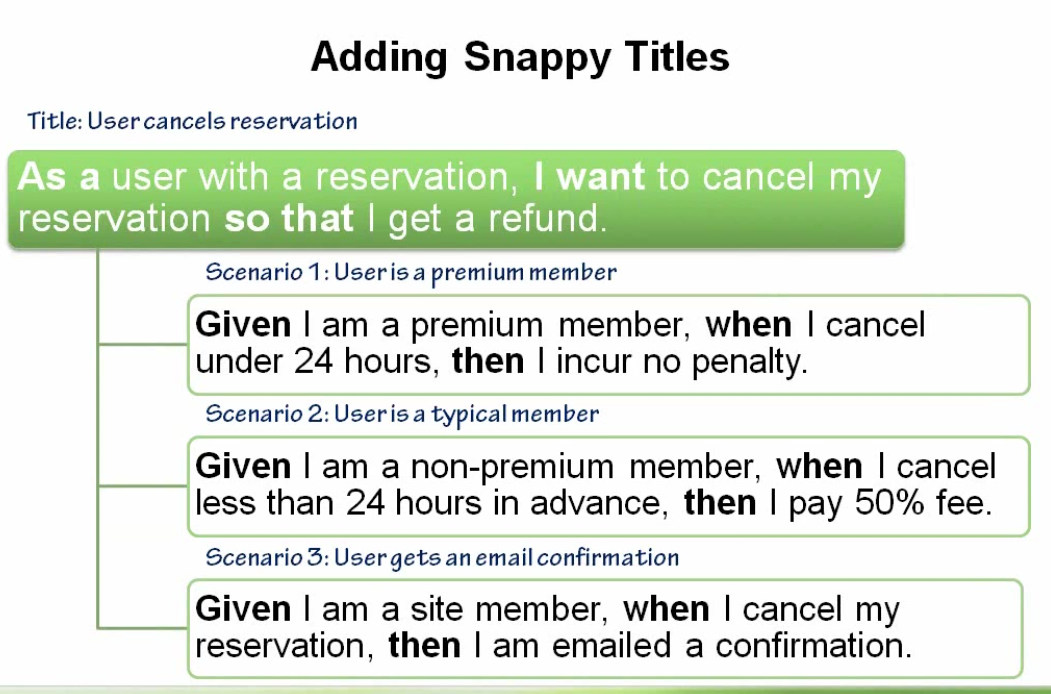 Adding Snappy Titles
Title: User cancels reservation
As a user with a reservation, I want to cancel my
reservation so that I get a refund.
Scenario 1: User is a premium member
Given I am a premium member, when I cancel
under 24 hours, then I incur no penalty.
Scenario 2: User is a typical member
Given I am a non-premium member, when I cancel
less than 24 hours in advance, then I pay 50% fee.
Scenario 3: User gets an email confirmation
Given I am a site member, when I cancel my
reservation, then I am emailed a confirmation.